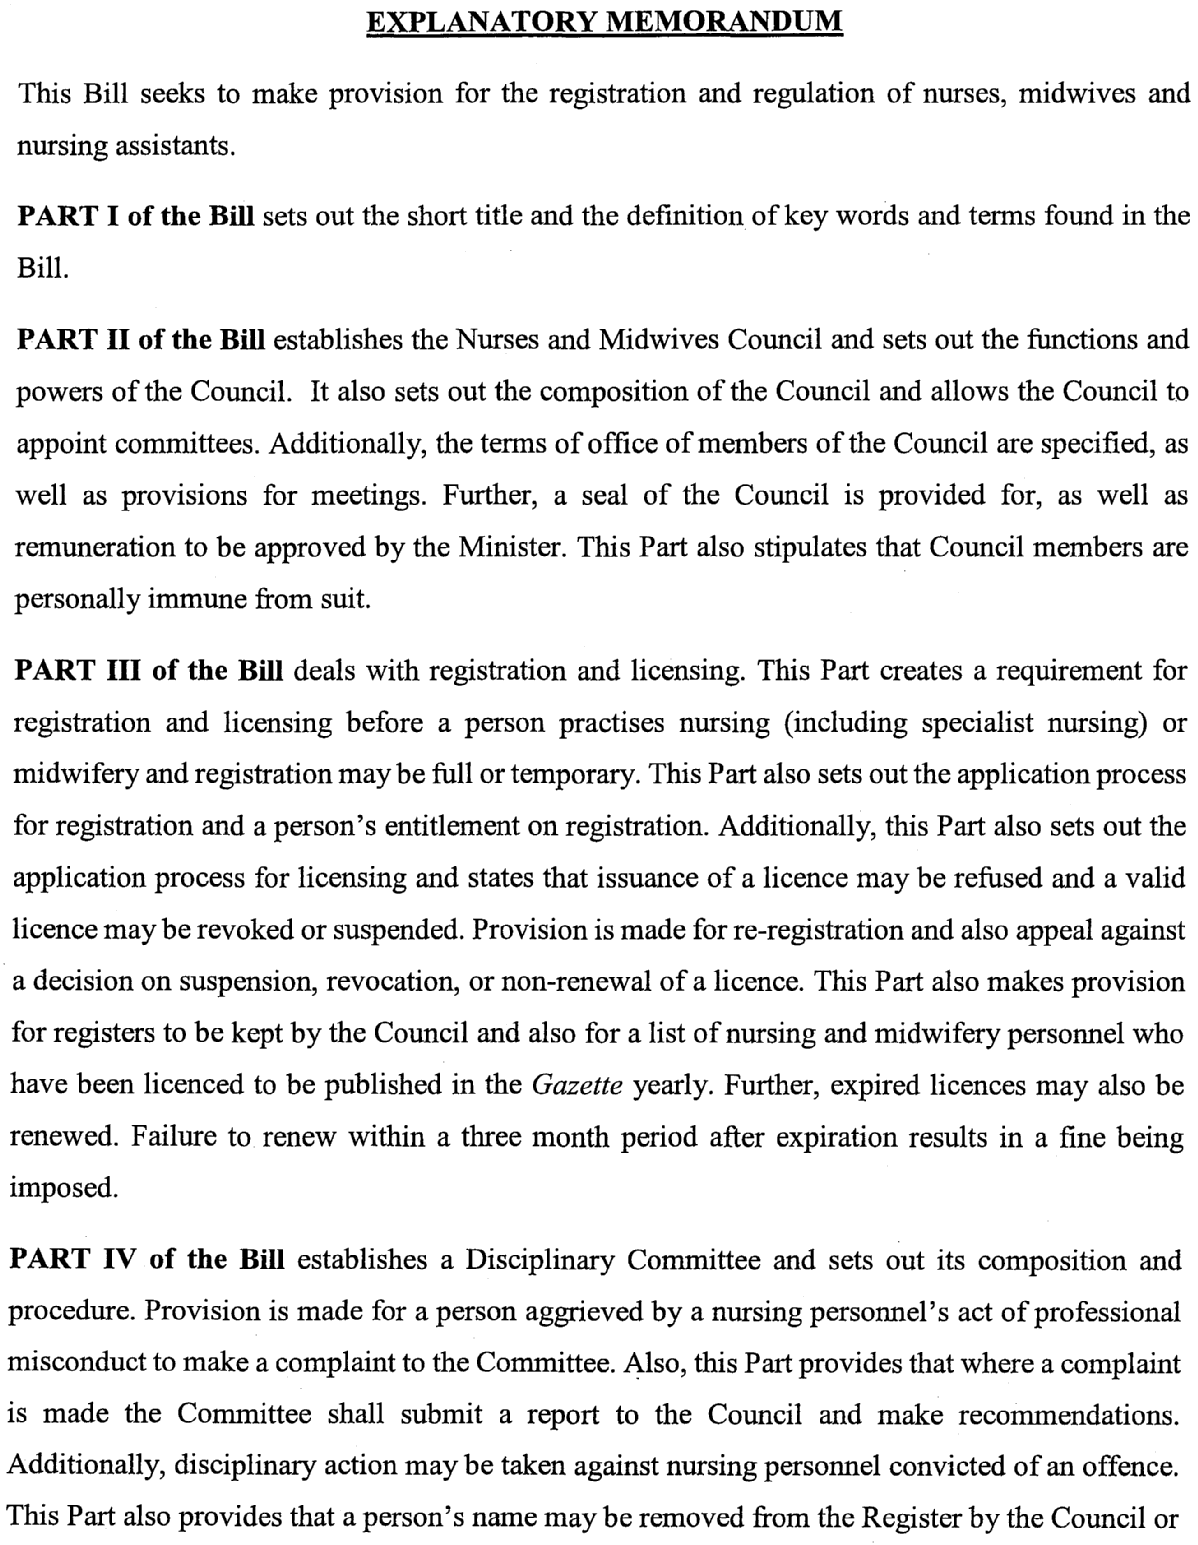 EXPLANATORY MEMORANDUM
This Bill seeks to make provision for the registration and regulation of nurses, midwives and
nursing assistants.
PART I of the Bill sets out the short title and the definition of key words and terms found in the
Bill.
PART II of the Bill establishes the Nurses and Midwives Council and sets out the functions and
powers of the Council. It also sets out the composition of the Council and allows the Council to
appoint committees. Additionally, the terms of office of members of the Council are specified, as
well as provisions for meetings. Further, a seal of the Council is provided for, as well as
remuneration to be approved by the Minister. This Part also stipulates that Council members are
personally immune from suit.
PART III of the Bill deals with registration and licensing. This Part creates a requirement for
registration and licensing before a person practises nursing (including specialist nursing) or
midwifery and registration may be full or temporary. This Part also sets out the application process
for registration and a person's entitlement on registration. Additionally, this Part also sets out the
application process for licensing and states that issuance of a licence may be refused and a valid
licence may be revoked or suspended. Provision is made for re-registration and also appeal against
a decision on suspension, revocation, or non-renewal of a licence. This Part also makes provision
for registers to be kept by the Council and also for a list of nursing and midwifery personnel who
have been licenced to be published in the Gazette yearly. Further, expired licences may also be
renewed. Failure to renew within a three month period after expiration results in a fine being
imposed.
PART IV of the Bill establishes a Disciplinary Committee and sets out its composition and
procedure. Provision is made for a person aggrieved by a nursing personnel's act of professional
misconduct to make a complaint to the Committee. Also, this Part provides that where a complaint
is made the Committee shall submit a report to the Council and make recommendations.
Additionally, disciplinary action may be taken against nursing personnel convicted of an offence.
This Part also provides that a person's name may be removed from the Register by the Council or